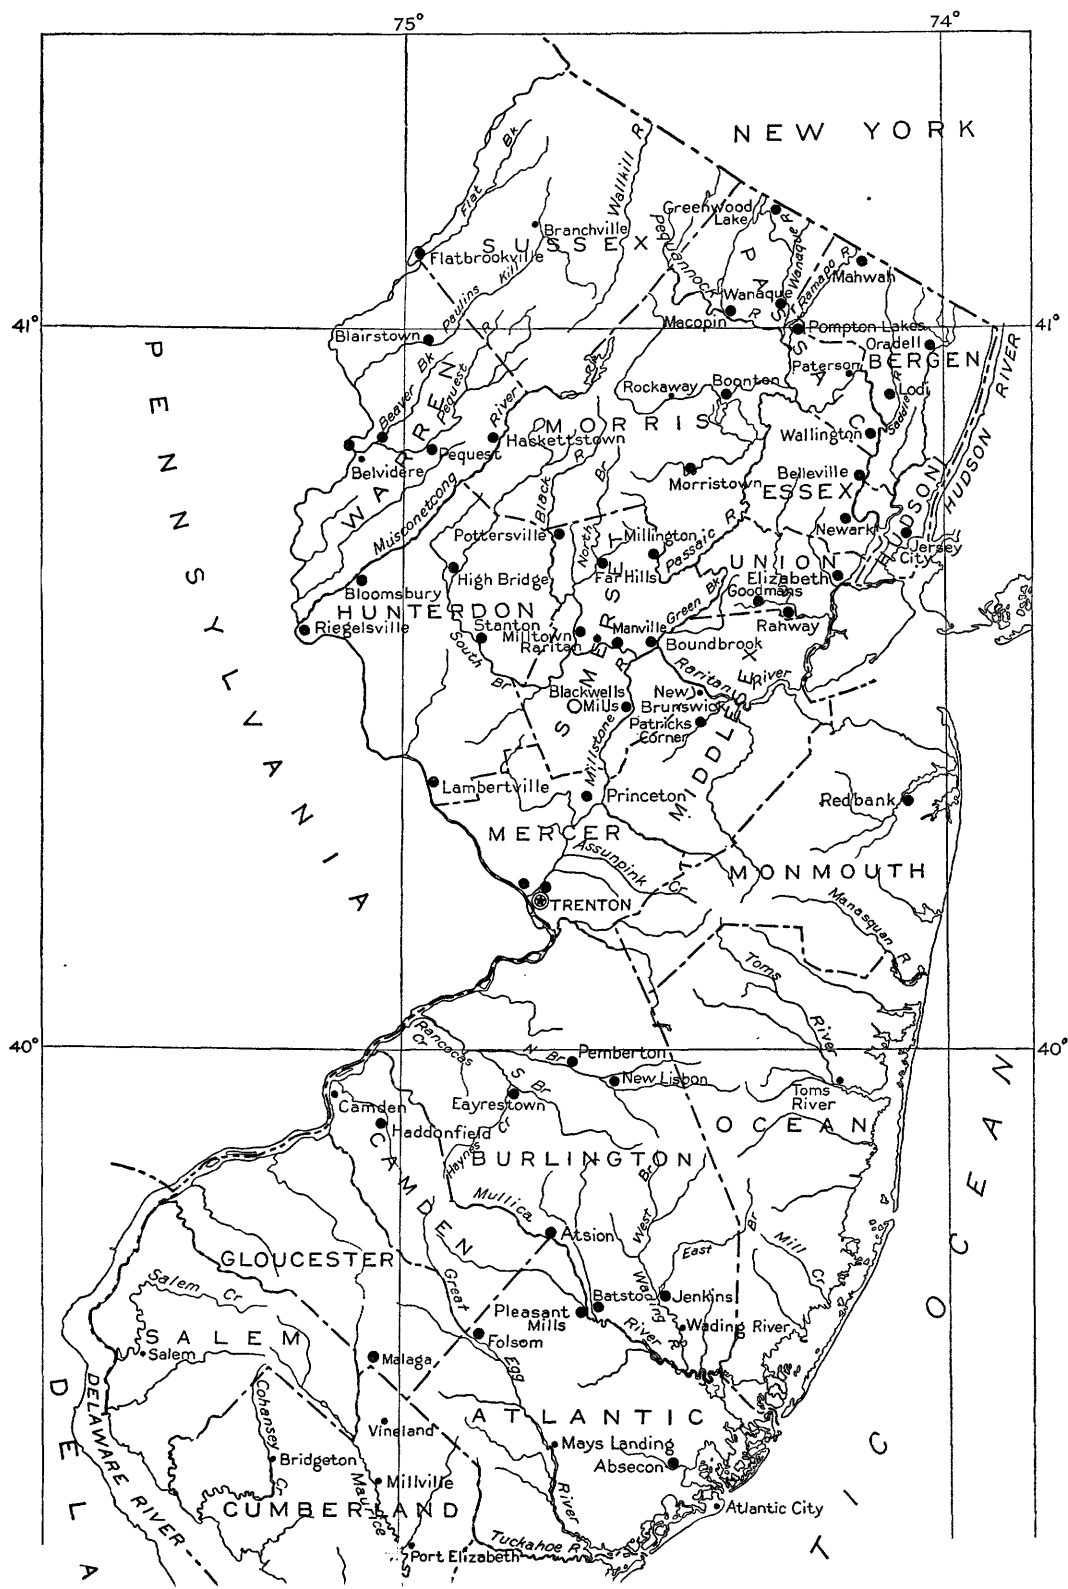 75°
74°
NEW YORK
Flat Bk
Wallkill R
Greenwood
Lake
Branchville
SUSSEX
Pequannock R
PASSAIC
Wanaque R
Ramapo R
Flatbrookville
Mahwah
Paulins Kill
Wanaque
Macopin
41°
41°
Pompton Lakes
Blairstown
Oradell
BERGEN
Paterson
HUDSON RIVER
Beaver Bk
Pequest R
Rockaway
Boonton
Lodi
Saddle R
WARREN
MORRIS
River
Hackettstown
Wallington
Pequest
Belvidere
Belleville
Morristown
ESSEX
Musconetcong
Black R
North Br
HUDSON
Newark
Pottersville
Millington
Passaic R
Jersey
City
UNION
Far Hills
High Bridge
Elizabeth
Bloomsbury
Green Bk
Goodmans
HUNTERDON
Rahway
Riegelsville
Stanton
Milltown
Manville
Raritan
Boundbrook
South Br
SOMERSET
Raritan River
Blackwells
Mills
New
Brunswick
Patricks
Corner
MIDDLESEX
Millstone R
Lambertville
Princeton
Redbank
MERCER
Assunpink Cr
MONMOUTH
TRENTON
Manasquan R
PENNSYLVANIA
Toms River
40°
40°
Rancocas
Cr
N Br
Pemberton
New Lisbon
S Br
Toms
River
Camden
Eayrestown
OCEAN
Haddonfield
Haynes Cr
BURLINGTON
CAMDEN
Mullica
West Br
Atsion
East Br
Mill Cr
GLOUCESTER
Salem Cr
Great
Wading R
Batsto
Jenkins
Pleasant
Mills
River
Wading River
SALEM
Folsom
Salem
Malaga
Egg
DELAWARE RIVER
Cohansey Cr
ATLANTIC
Vineland
Mays Landing
Bridgeton
Absecon
Millville
River
CUMBERLAND
Maurice
Atlantic City
Tuckahoe R
Port Elizabeth
DELA
TIC OCEAN